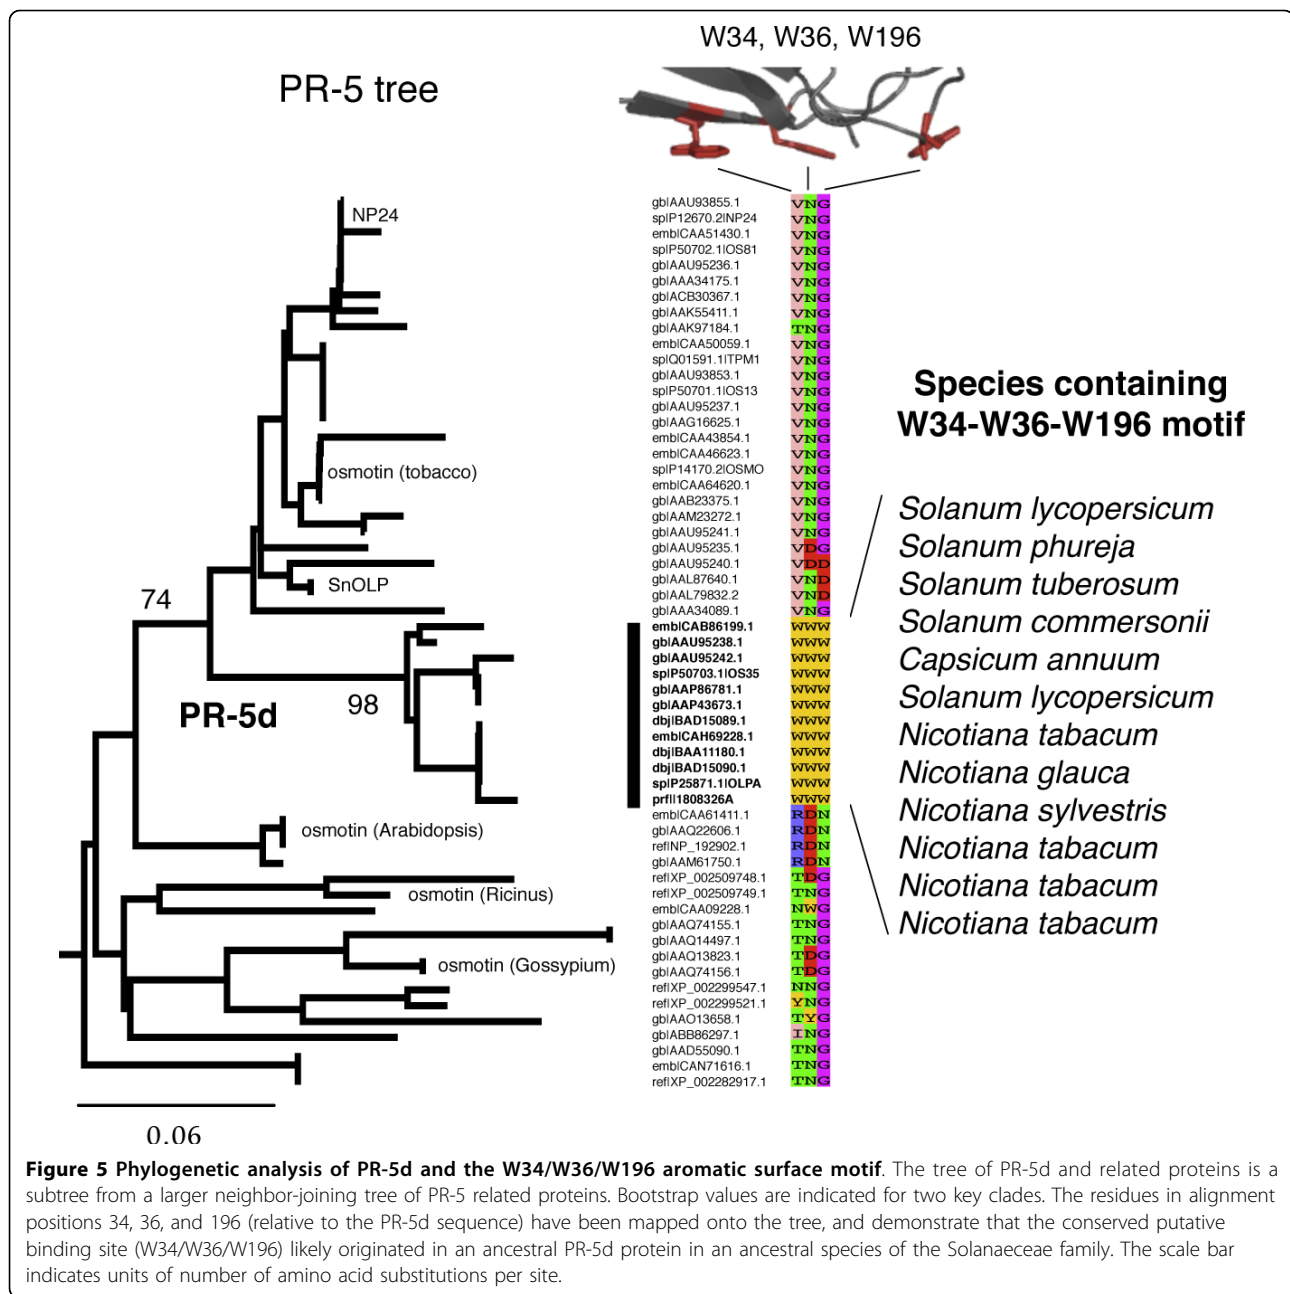 W34, W36, W196
PR-5 tree
NP24
osmotin (tobacco)
SnOLP
74
98
PR-5d
osmotin (Arabidopsis)
osmotin (Ricinus)
osmotin (Gossypium)
0.06
gb|AAU93855.1 VNG
sp|P12670.2|NP24 VNG
emb|CAA51430.1 VNG
sp|P50702.1|OS81 VNG
gb|AAU95236.1 VNG
gb|AAA34175.1 VNG
gb|ACB30367.1 VNG
gb|AAK55411.1 VNG
gb|AAK97184.1 TNG
emb|CAA50059.1 VNG
sp|Q01591.1|TPM1 VNG
gb|AAU93853.1 VNG
sp|P50701.1|OS13 VNG
gb|AAU95237.1 VNG
gb|AAG16625.1 VNG
emb|CAA43854.1 VNG
emb|CAA46623.1 VNG
sp|P14170.2|OSMO VNG
emb|CAA64620.1 VNG
gb|AAB23375.1 VNG
gb|AAM23272.1 VNG
gb|AAU95241.1 VNG
gb|AAU95235.1 VDG
gb|AAU95240.1 VDD
gb|AAL87640.1 VND
gb|AAL79832.2 VND
gb|AAA34089.1 VNG
emb|CAB86199.1 WWW
gb|AAU95238.1 WWW
gb|AAU95242.1 WWW
sp|P50703.1|OS35 WWW
gb|AAP86781.1 WWW
gb|AAP43673.1 WWW
dbj|BAD15089.1 WWW
emb|CAH69228.1 WWW
dbj|BAA11180.1 WWW
dbj|BAD15090.1 WWW
sp|P25871.1|OLPA WWW
prf||1808326A WWW
emb|CAA61411.1 RDN
gb|AAQ22606.1 RDN
ref|NP_192902.1 RDN
gb|AAM61750.1 RDN
ref|XP_002509748.1 TDG
ref|XP_002509749.1 TNG
emb|CAA09228.1 NWG
gb|AAQ74155.1 TNG
gb|AAQ14497.1 TNG
gb|AAQ13823.1 TDG
gb|AAQ74156.1 TDG
ref|XP_002299547.1 NNG
ref|XP_002299521.1 YNG
gb|AAO13658.1 TYG
gb|ABB86297.1 ING
gb|AAD55090.1 TNG
emb|CAN71616.1 TNG
ref|XP_002282917.1 TNG
Species containing
W34-W36-W196 motif
Solanum lycopersicum
Solanum phureja
Solanum tuberosum
Solanum commersonii
Capsicum annuum
Solanum lycopersicum
Nicotiana tabacum
Nicotiana glauca
Nicotiana sylvestris
Nicotiana tabacum
Nicotiana tabacum
Nicotiana tabacum
Figure 5 Phylogenetic analysis of PR-5d and the W34/W36/W196 aromatic surface motif. The tree of PR-5d and related proteins is a
subtree from a larger neighbor-joining tree of PR-5 related proteins. Bootstrap values are indicated for two key clades. The residues in alignment
positions 34, 36, and 196 (relative to the PR-5d sequence) have been mapped onto the tree, and demonstrate that the conserved putative
binding site (W34/W36/W196) likely originated in an ancestral PR-5d protein in an ancestral species of the Solanaeceae family. The scale bar
indicates units of number of amino acid substitutions per site.